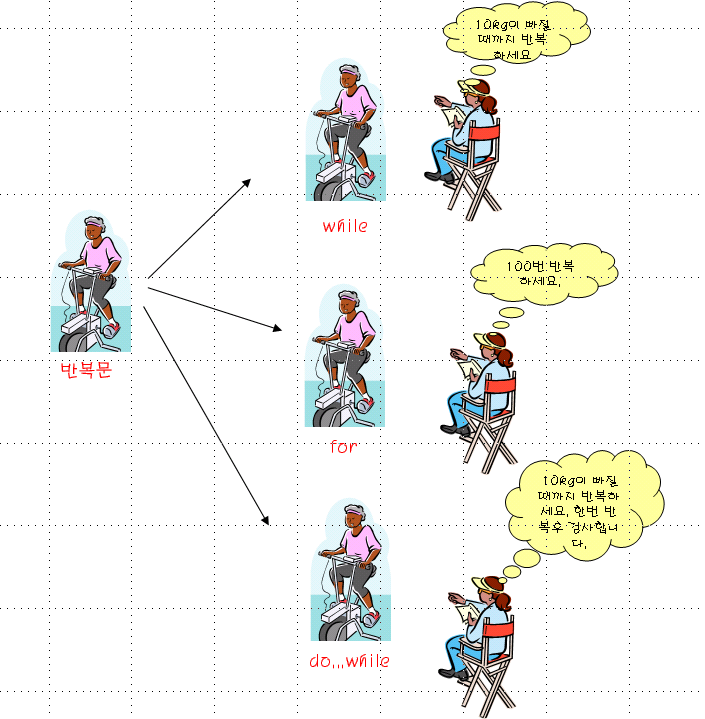 10kg이 빠질
때까지 반복
하세요
while
100번 반복
하세요.
반복문
for
10kg이 빠질
때까지 반복하
세요. 한번 반
복후 검사합니
다.
do...while